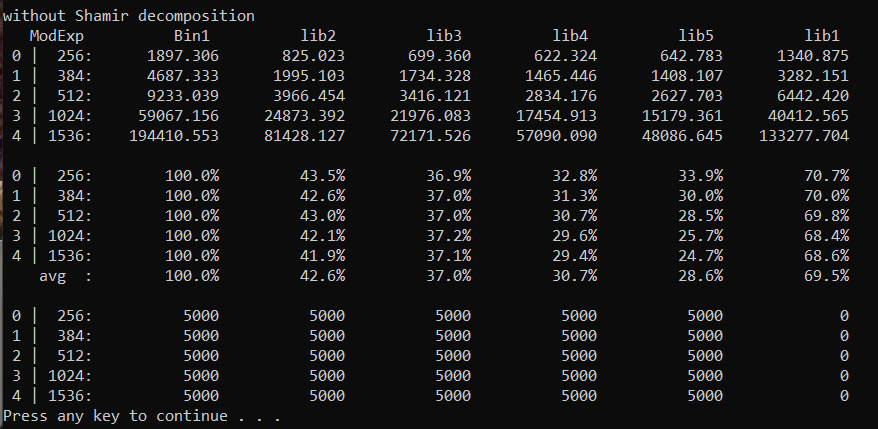 without Shamir decomposition
ModExp Bin1 lib2 lib3 lib4 lib5 lib1
0 | 256: 1897.306 825.023 699.360 622.324 642.783 1340.875
1 | 384: 4687.333 1995.103 1734.328 1465.446 1408.107 3282.151
2 | 512: 9233.039 3966.454 3416.121 2834.176 2627.703 6442.420
3 | 1024: 59067.156 24873.392 21976.083 17454.913 15179.361 40412.565
4 | 1536: 194410.553 81428.127 72171.526 57090.090 48086.645 133277.704
0 | 256: 100.0% 43.5% 36.9% 32.8% 33.9% 70.7%
1 | 384: 100.0% 42.6% 37.0% 31.3% 30.0% 70.0%
2 | 512: 100.0% 43.0% 37.0% 30.7% 28.5% 69.8%
3 | 1024: 100.0% 42.1% 37.2% 29.6% 25.7% 68.4%
4 | 1536: 100.0% 41.9% 37.1% 29.4% 24.7% 68.6%
avg : 100.0% 42.6% 37.0% 30.7% 28.6% 69.5%
0 | 256: 5000 5000 5000 5000 5000 0
1 | 384: 5000 5000 5000 5000 5000 0
2 | 512: 5000 5000 5000 5000 5000 0
3 | 1024: 5000 5000 5000 5000 5000 0
4 | 1536: 5000 5000 5000 5000 5000 0
Press any key to continue . . .